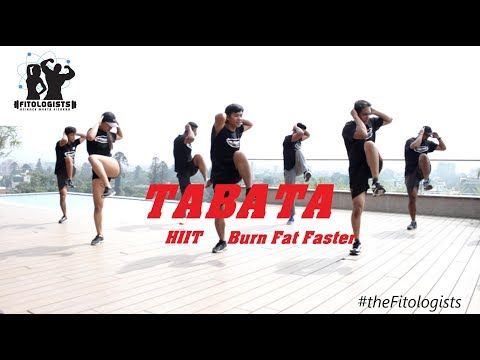 FITOLOGISTS
TABATA
HIIT Burn Fat Faster
#theFitologists